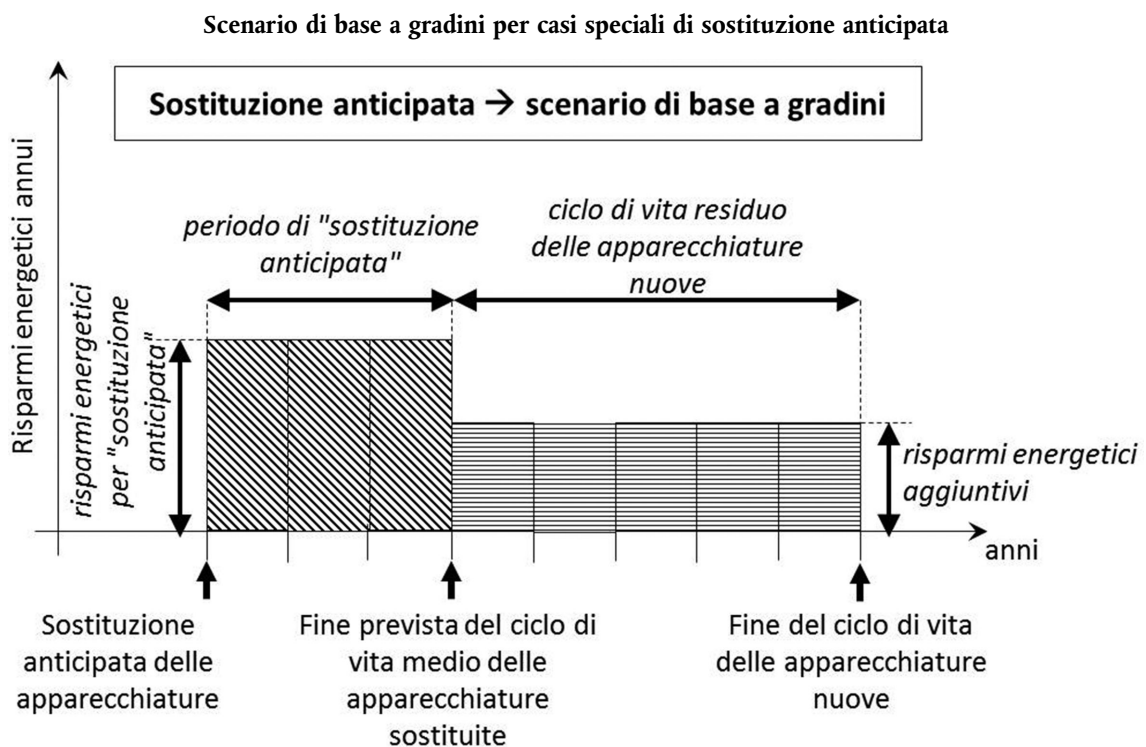 Scenario di base a gradini per casi speciali di sostituzione anticipata
Sostituzione anticipata → scenario di base a gradini
Risparmi energetici annui
periodo di "sostituzione
anticipata"
ciclo di vita residuo
delle apparecchiature
nuove
risparmi energetici
per "sostituzione
anticipata"
risparmi energetici
aggiuntivi
anni
Sostituzione
anticipata delle
apparecchiature
Fine prevista del ciclo di
vita medio delle
apparecchiature
sostituite
Fine del ciclo di vita
delle apparecchiature
nuove